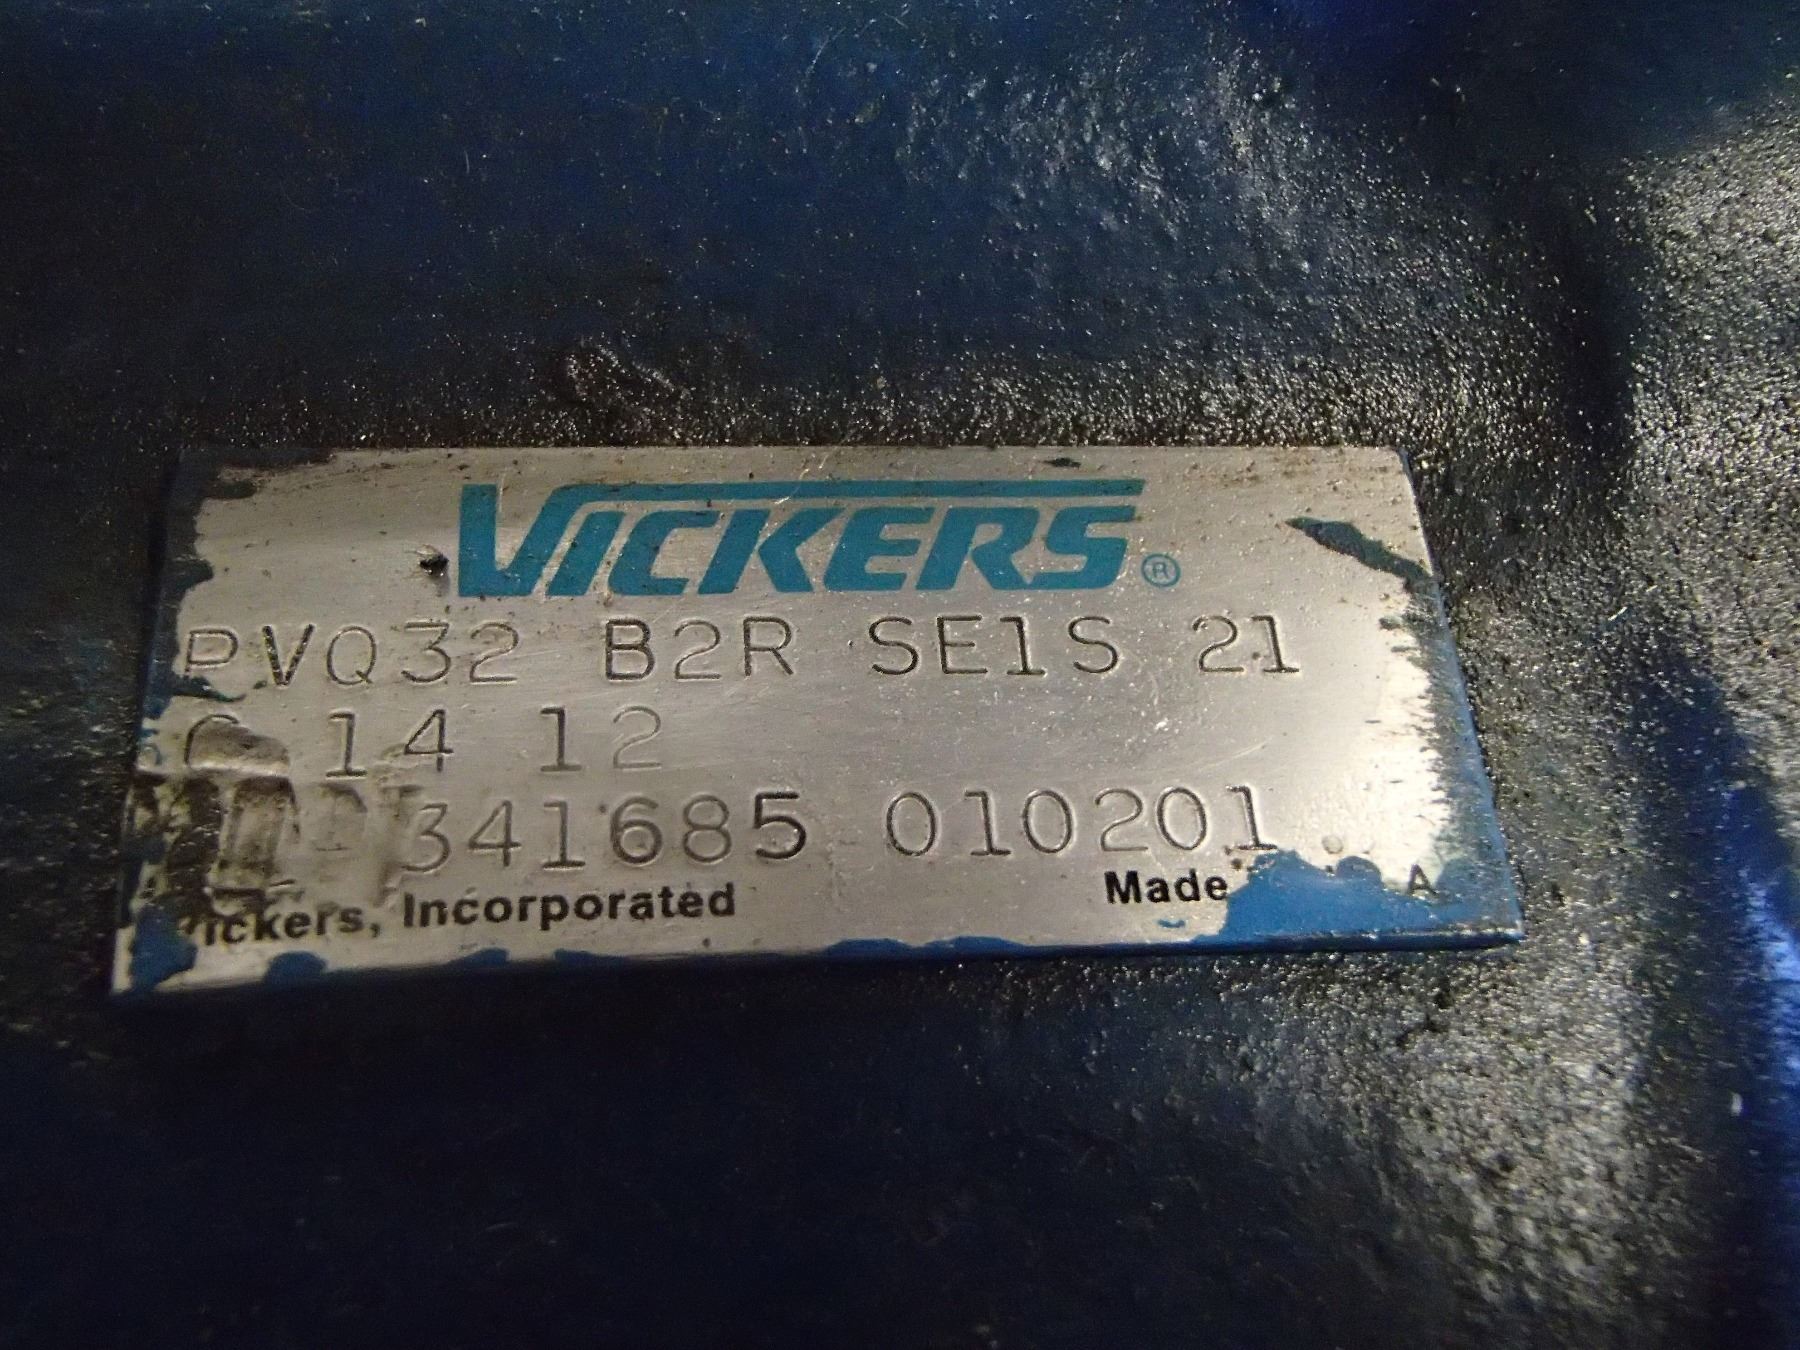 VICKERS®
PVQ32 B2R SE1S 21
C 14 12
341685 010201
Vickers, Incorporated Made